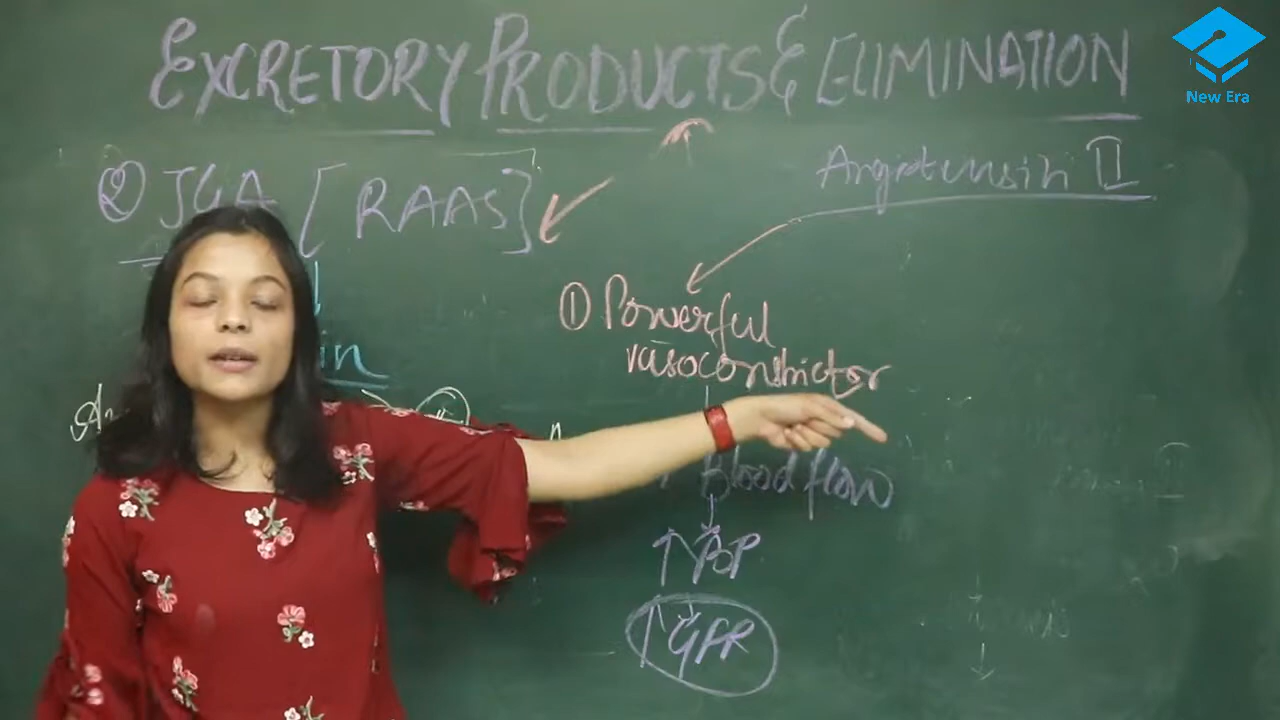 EXCRETORY PRODUCTS & ELIMINATION
New Era
② JGA [RAAS]
Angiotensin II
① Powerful
vasoconstrictor
Blood flow
↑ BP
↑ GFR